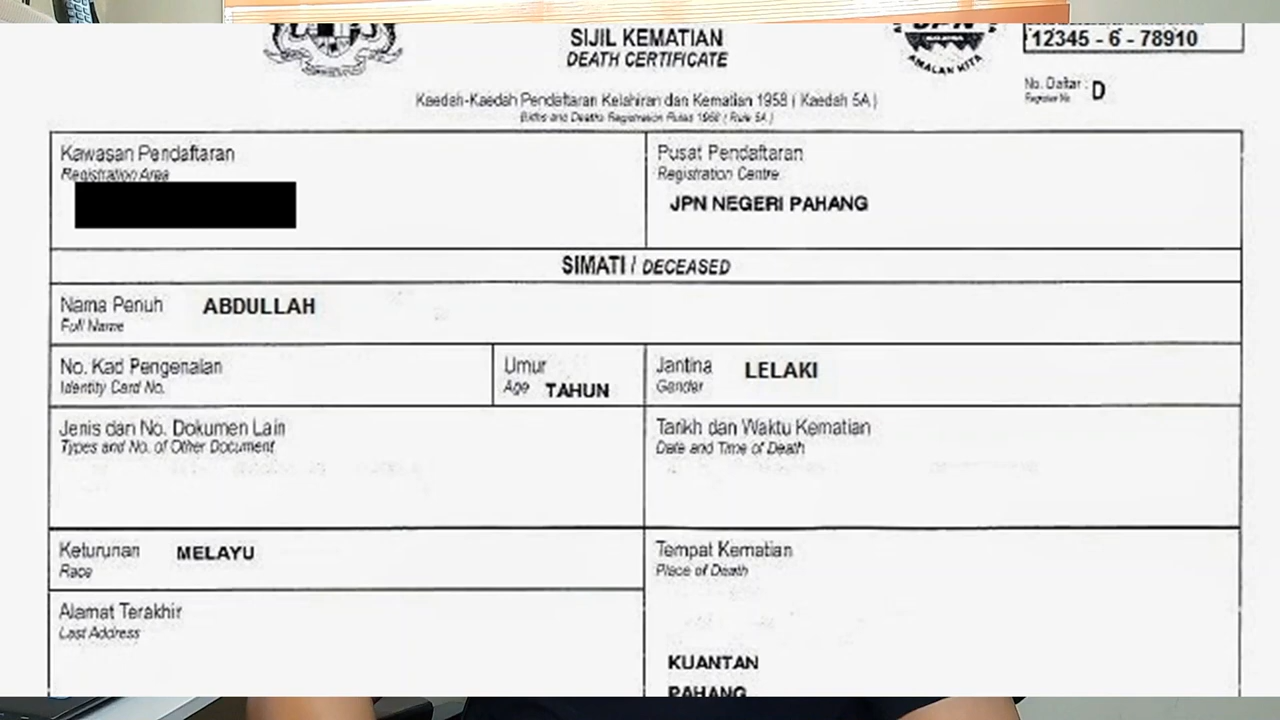 SIJIL KEMATIAN
DEATH CERTIFICATE
12345 - 6 - 78910
No. Daftar : D
Register No
AMALAN KITA
Kaedah-Kaedah Pendaftaran Kelahiran dan Kematian 1958 ( Kaedah 5A )
Births and Deaths Registration Rules 1958 ( Rule 5A )
Kawasan Pendaftaran
Registration Area
Pusat Pendaftaran
Registration Centre
JPN NEGERI PAHANG
SIMATI / DECEASED
Nama Penuh ABDULLAH
Full Name
No. Kad Pengenalan
Identity Card No.
Umur
Age TAHUN
Jantina LELAKI
Gender
Jenis dan No. Dokumen Lain
Types and No. of Other Document
Tarikh dan Waktu Kematian
Date and Time of Death
Keturunan MELAYU
Race
Tempat Kematian
Place of Death
Alamat Terakhir
Last Address
KUANTAN
PAHANG